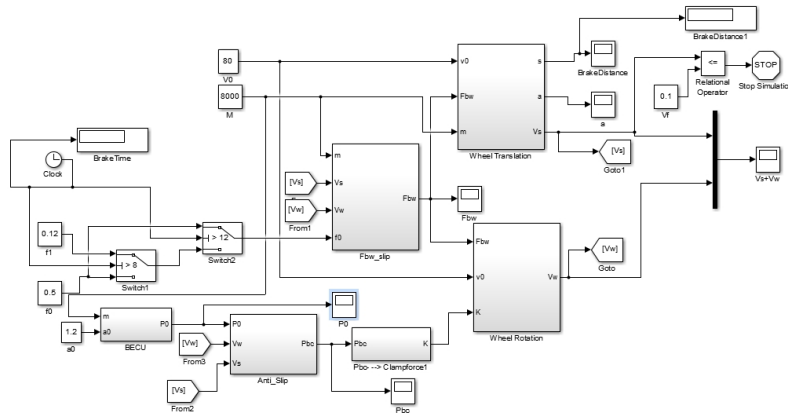 BrakeDistance1
80
V0
8000
M
v0
Fbw
m
s
a
Vs
Wheel Translation
BrakeDistance
a
<=
Relational
Operator
STOP
Stop Simulatio
0.1
Vf
[Vs]
Goto1
Vs+Vw
BrakeTime
Clock
m
Vs
Vw
f0
Fbw
Fbw_slip
[Vs]
[Vw]
From1
Fbw
0.12
f1
> 8
Switch1
> 12
Switch2
0.5
f0
Fbw
v0
K
Vw
Wheel Rotation
[Vw]
Goto
1.2
a0
m
a0
P0
BECU
P0
P0
Vw
Vs
Pbc
Anti_Slip
[Vw]
From3
[Vs]
From2
Pbc
K
Pbc --> Clampforce1
Pbc